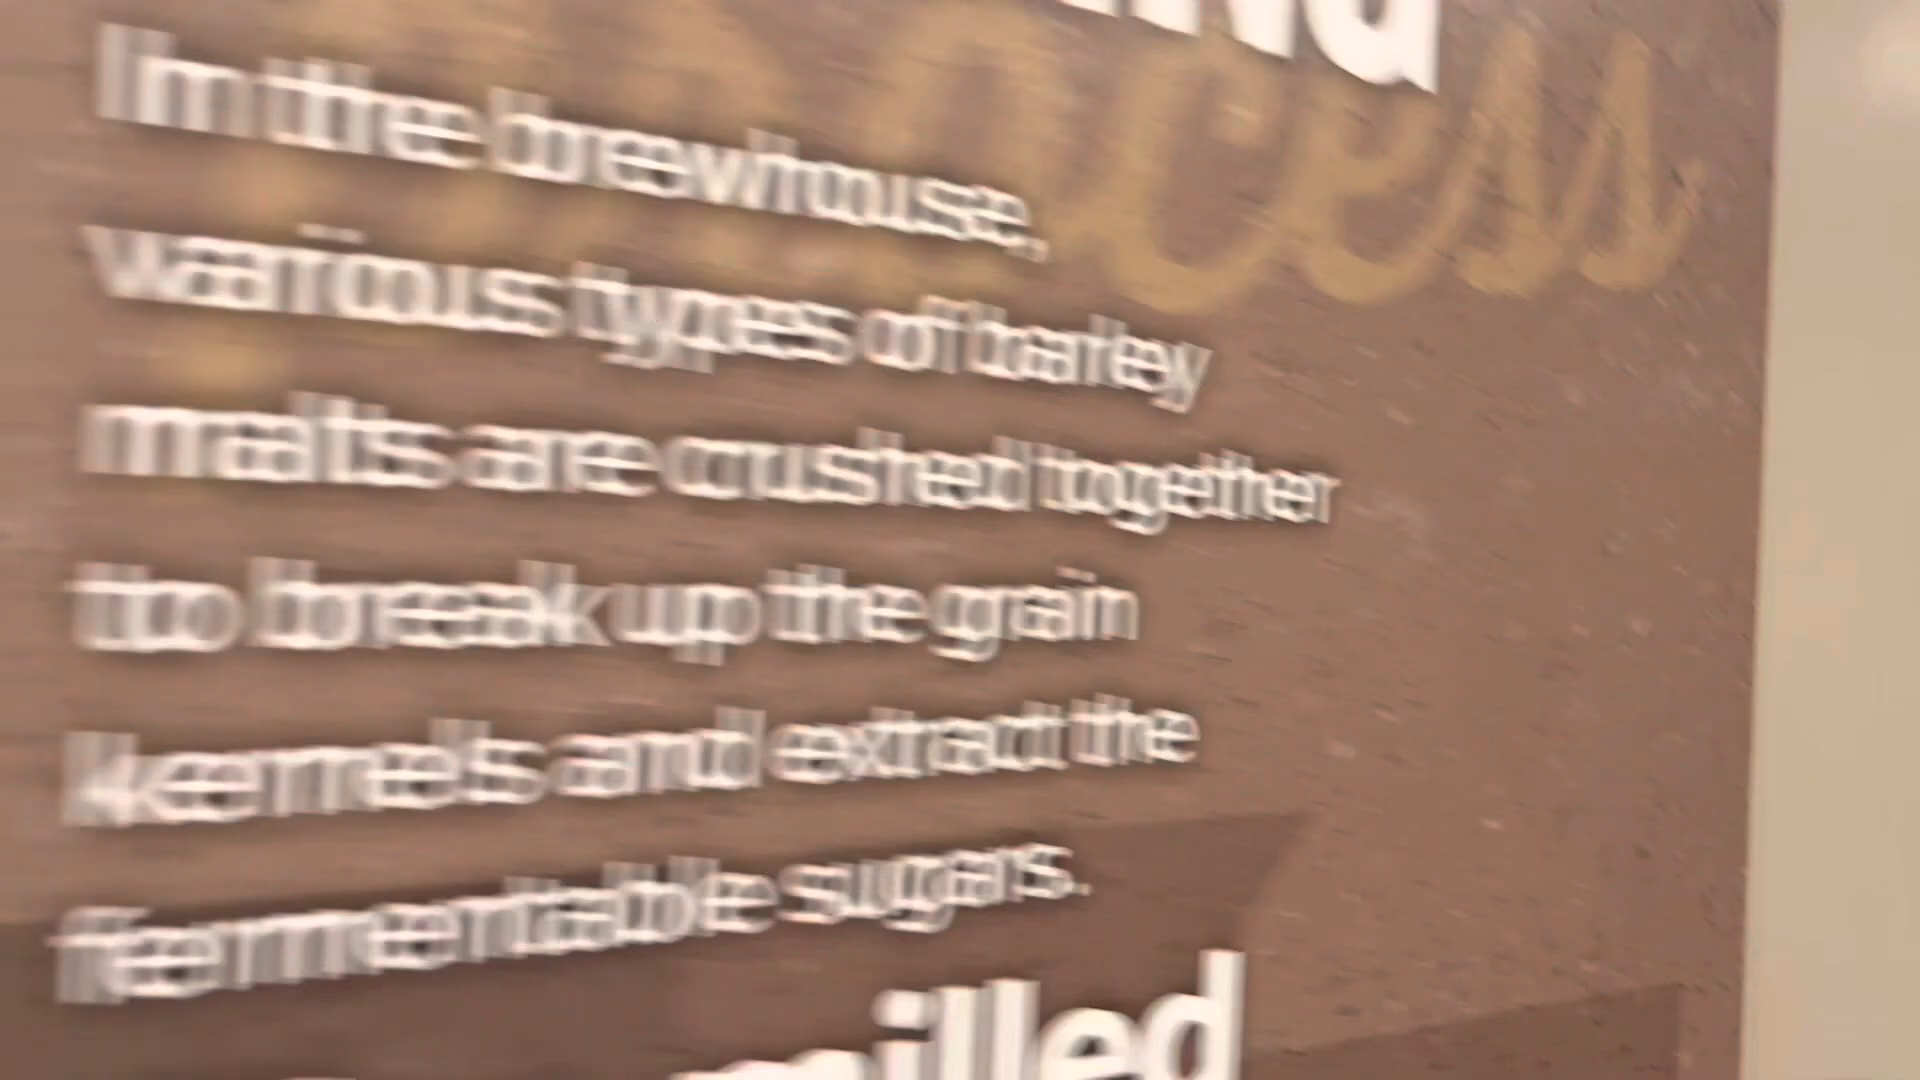 cess
In the brewhouse,
various types of barley
malts are crushed together
to break up the grain
kernels and extract the
fermentable sugars.
milled